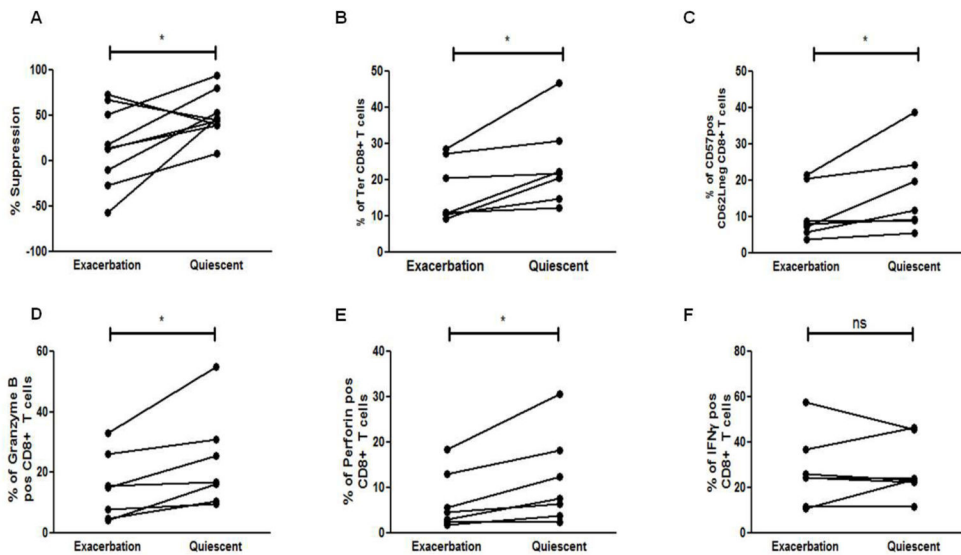 A
*
% Suppression
100
50
0
-50
-100
Exacerbation
Quiescent
B
*
% of Ter CD8+ T cells
50
40
30
20
10
0
Exacerbation
Quiescent
C
*
% of CD57pos
CD62Lneg CD8+ T cells
50
40
30
20
10
0
Exacerbation
Quiescent
D
*
% of Granzyme B
pos CD8+ T cells
60
40
20
0
Exacerbation
Quiescent
E
*
% of Perforin pos
CD8+ T cells
40
30
20
10
0
Exacerbation
Quiescent
F
ns
% of IFNγ pos
CD8+ T cells
80
60
40
20
0
Exacerbation
Quiescent